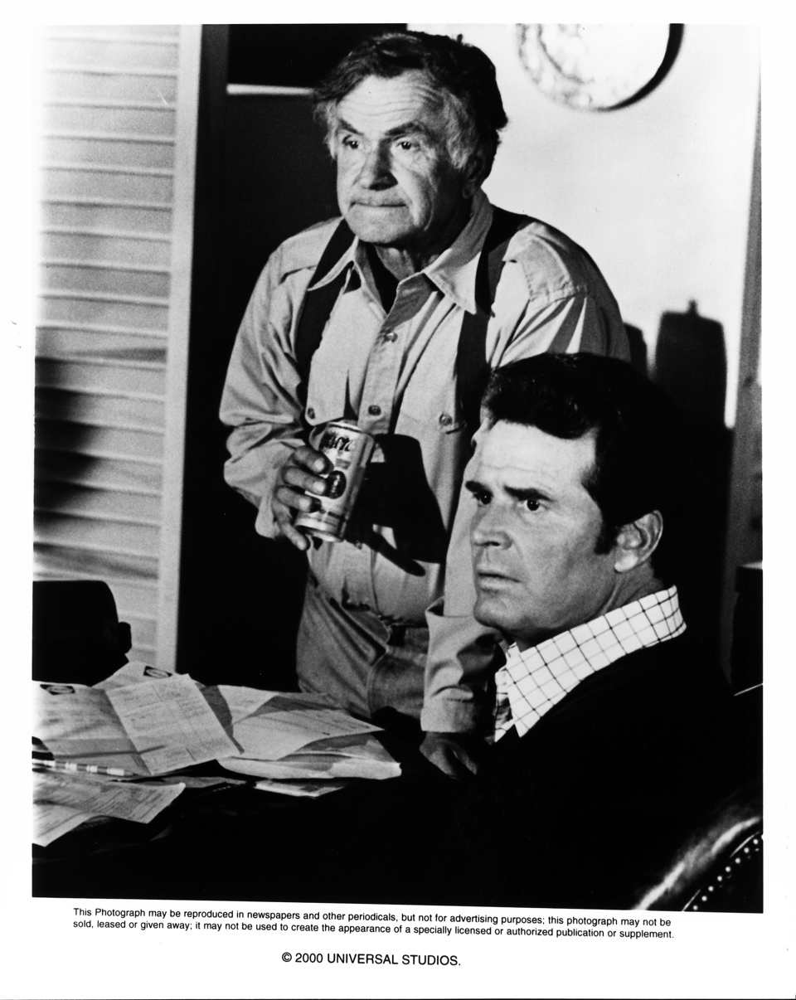 This Photograph may be reproduced in newspapers and other periodicals, but not for advertising purposes; this photograph may not be
sold, leased or given away; it may not be used to create the appearance of a specially licensed or authorized publication or supplement.
© 2000 UNIVERSAL STUDIOS.